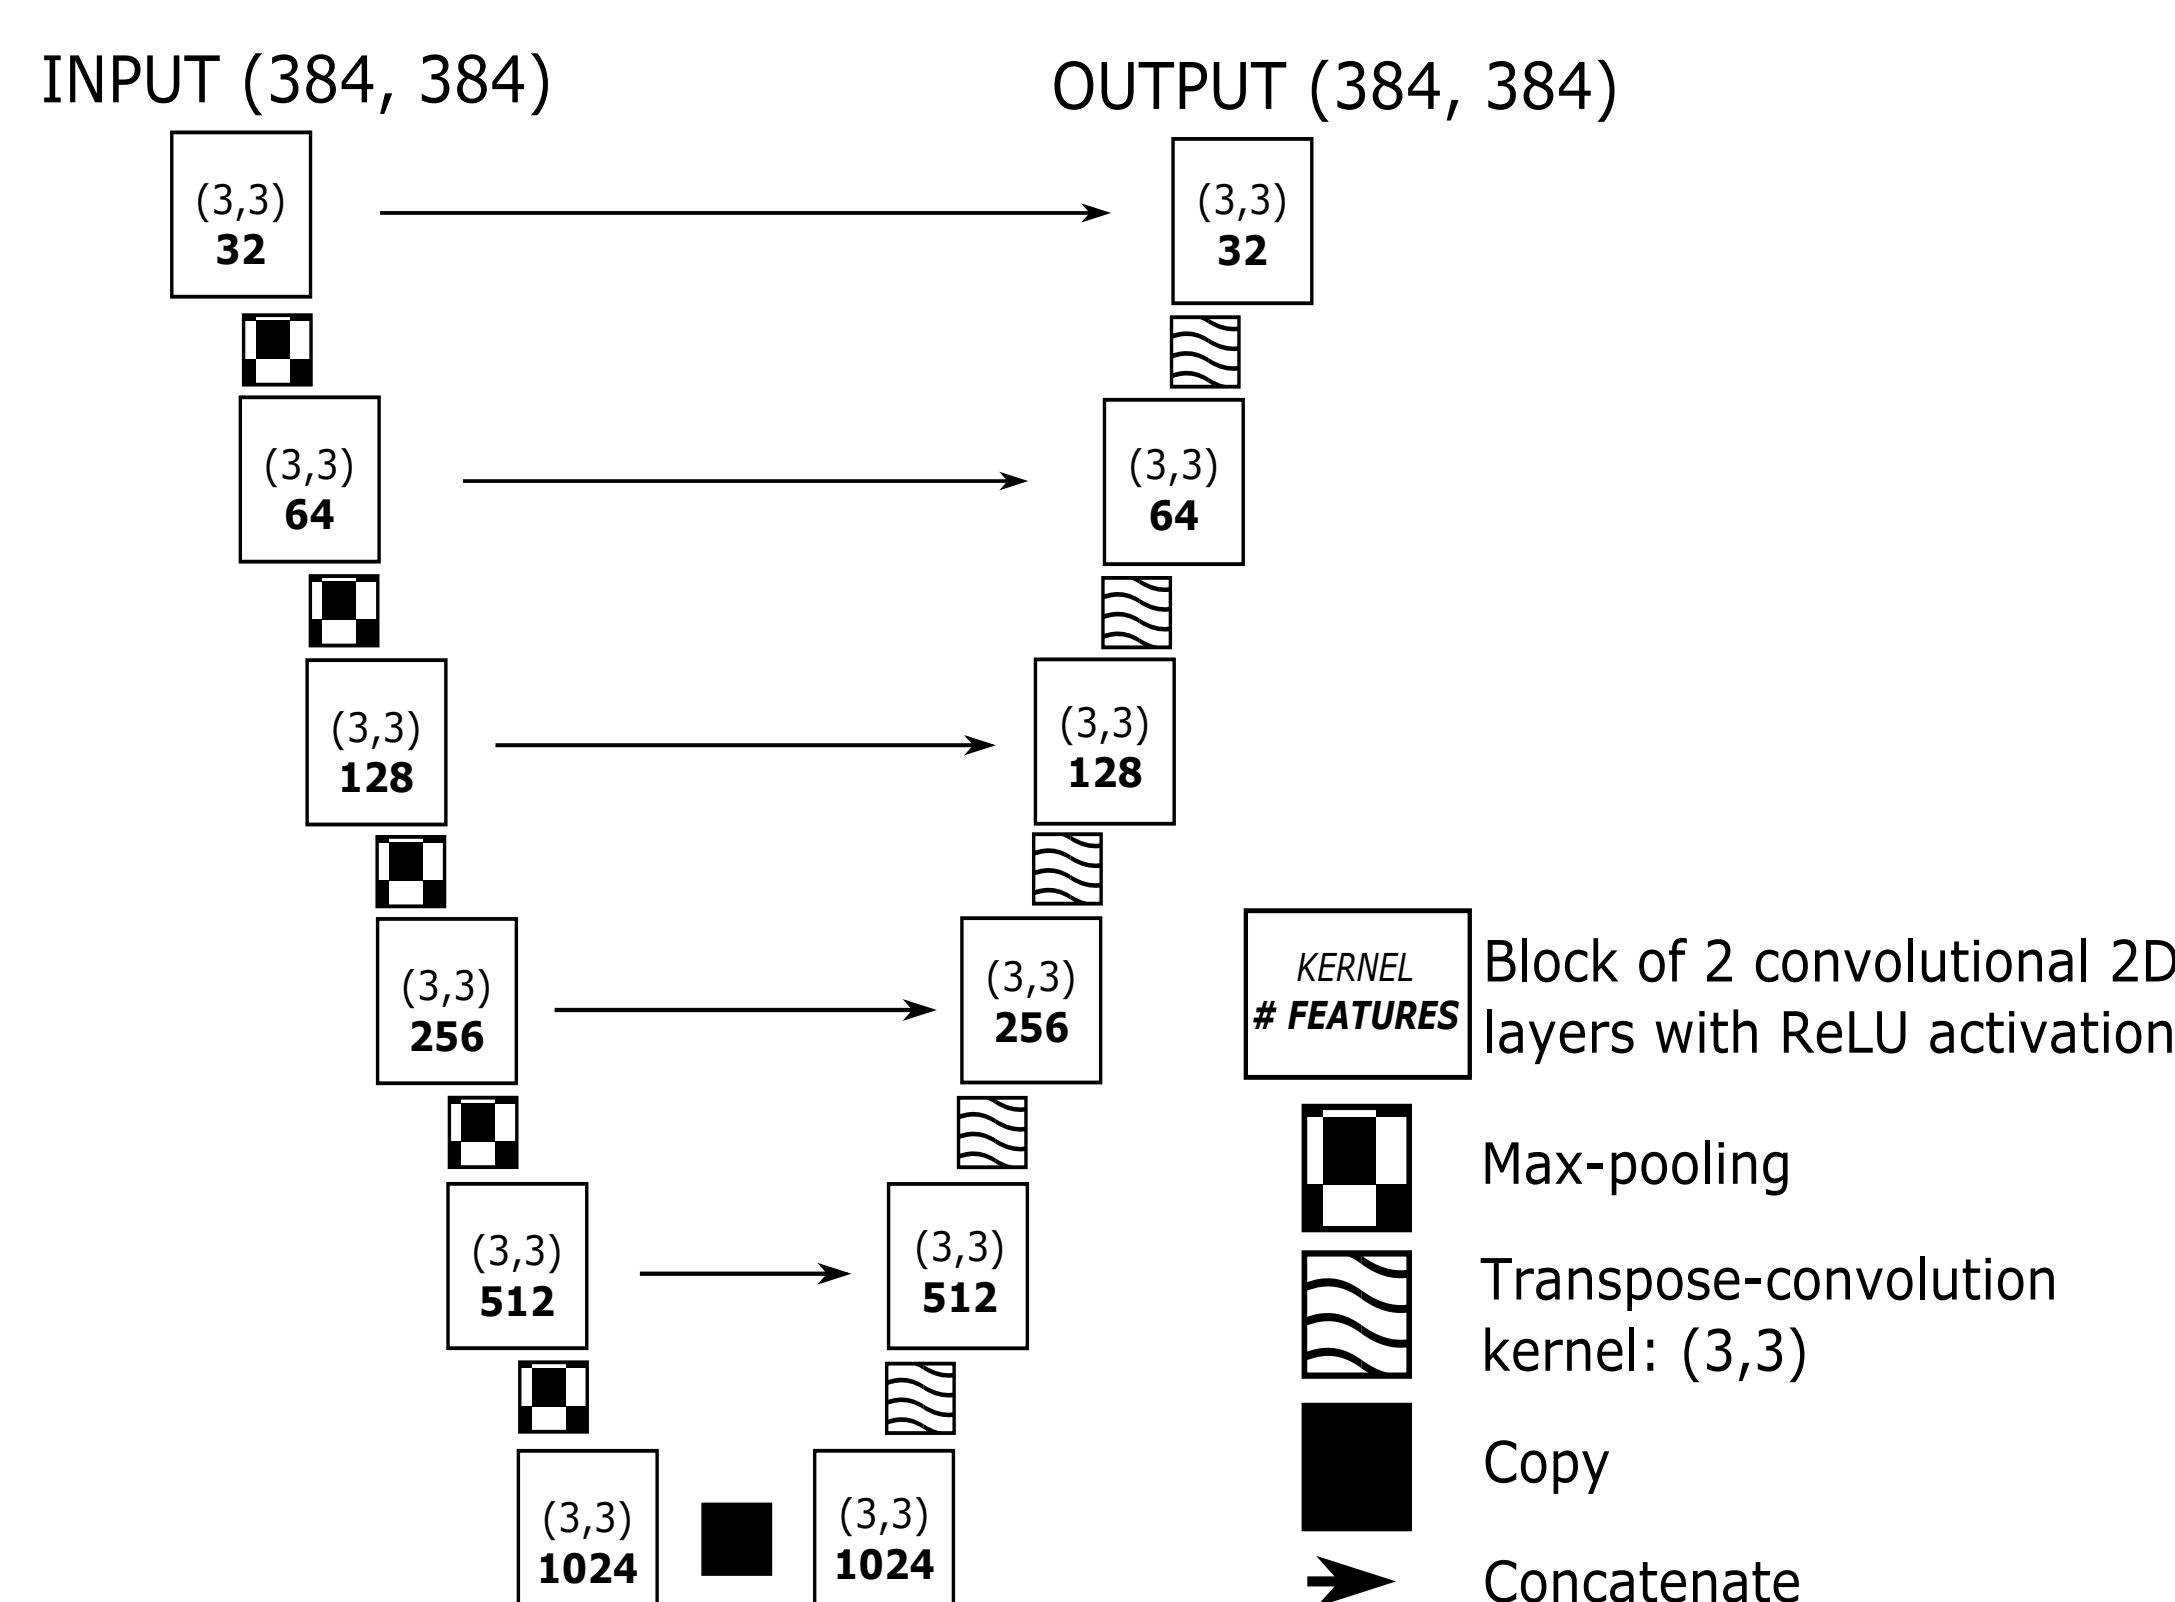 INPUT (384, 384)
OUTPUT (384, 384)
(3,3)
32
(3,3)
32
(3,3)
64
(3,3)
64
(3,3)
128
(3,3)
128
(3,3)
256
(3,3)
256
KERNEL
# FEATURES
Block of 2 convolutional 2D
layers with ReLU activation
Max-pooling
(3,3)
512
(3,3)
512
Transpose-convolution
kernel: (3,3)
Copy
(3,3)
1024
(3,3)
1024
Concatenate